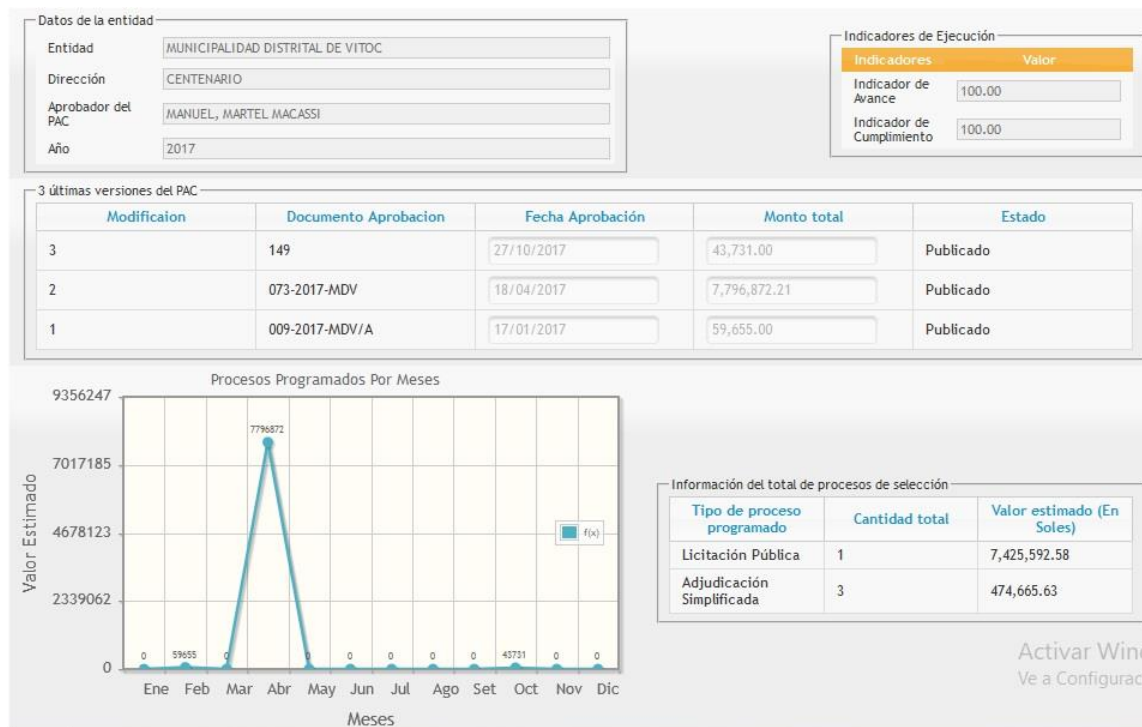 Datos de la entidad
Entidad MUNICIPALIDAD DISTRITAL DE VITOC
Dirección CENTENARIO
Aprobador del
PAC MANUEL, MARTEL MACASSI
Año 2017
Indicadores de Ejecución
Indicadores Valor
Indicador de
Avance 100.00
Indicador de
Cumplimiento 100.00
3 últimas versiones del PAC
Modificaion Documento Aprobacion Fecha Aprobación Monto total Estado
3 149 27/10/2017 43,731.00 Publicado
2 073-2017-MDV 18/04/2017 7,796,872.21 Publicado
1 009-2017-MDV/A 17/01/2017 59,655.00 Publicado
Procesos Programados Por Meses
9356247
7796872
7017185
Valor Estimado
4678123
f(x)
2339062
0
0 59655 0 0 0 0 0 0 43731 0 0
Ene Feb Mar Abr May Jun Jul Ago Set Oct Nov Dic
Meses
Información del total de procesos de selección
Tipo de proceso
programado Cantidad total Valor estimado (En
Soles)
Licitación Pública 1 7,425,592.58
Adjudicación
Simplificada 3 474,665.63
Activar Wind
Ve a Configurac